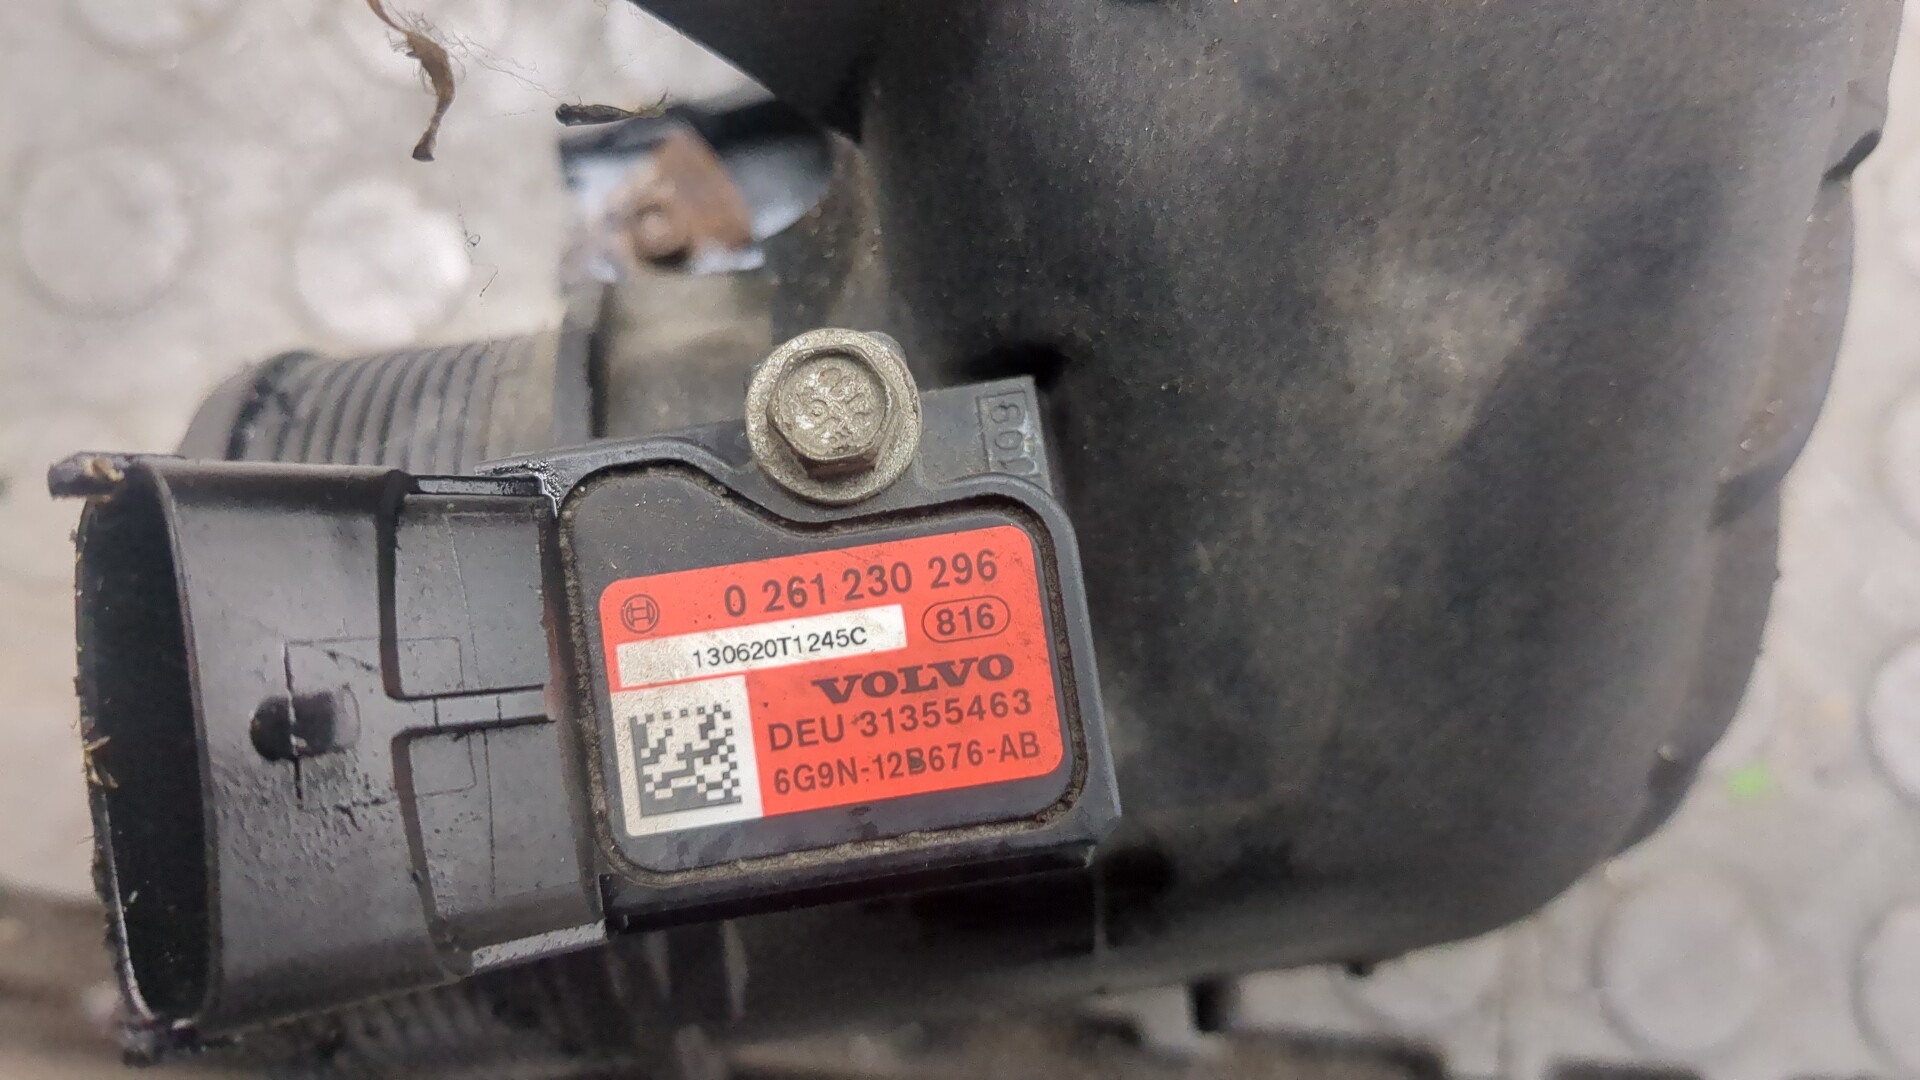 0 261 230 296
130620T1245C
816
VOLVO
DEU 31355463
6G9N-12B676-AB